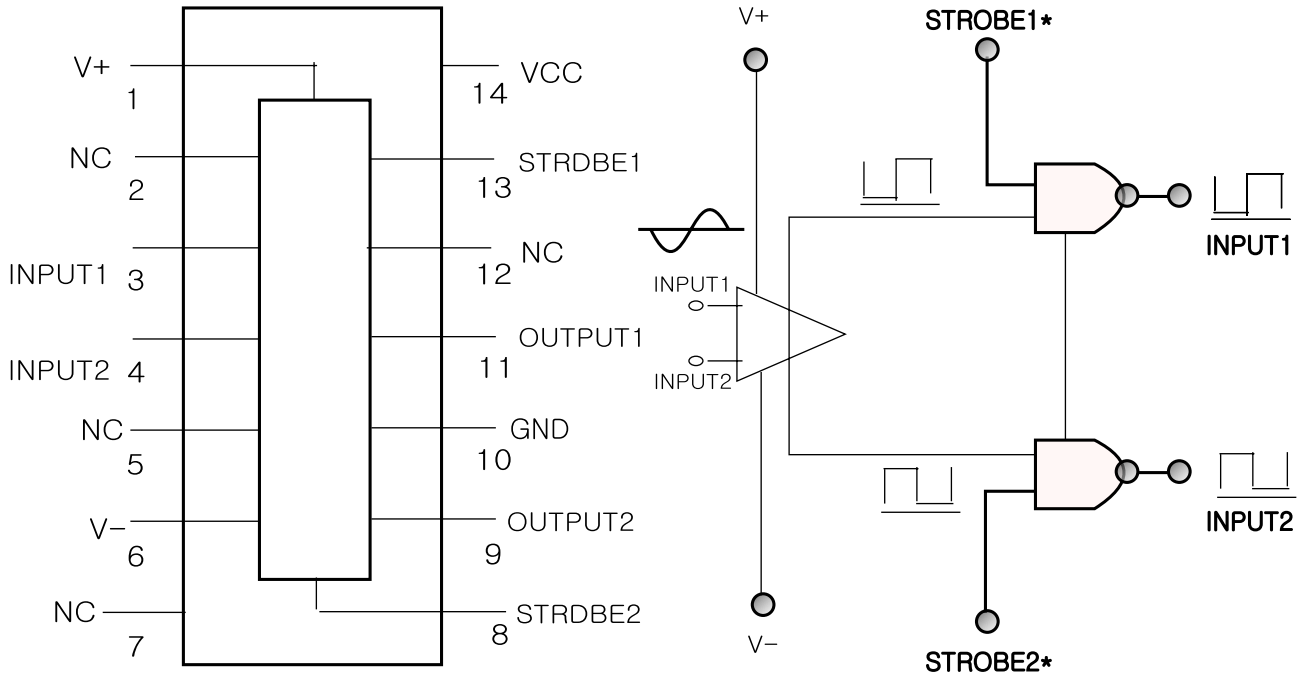 V+
1
NC
2
INPUT1
3
INPUT2
4
NC
5
V-
6
NC
7
VCC
14
STRDBE1
13
NC
12
OUTPUT1
11
GND
10
OUTPUT2
9
STRDBE2
8
V+
STROBE1*
INPUT1
INPUT1
INPUT2
INPUT2
V-
STROBE2*